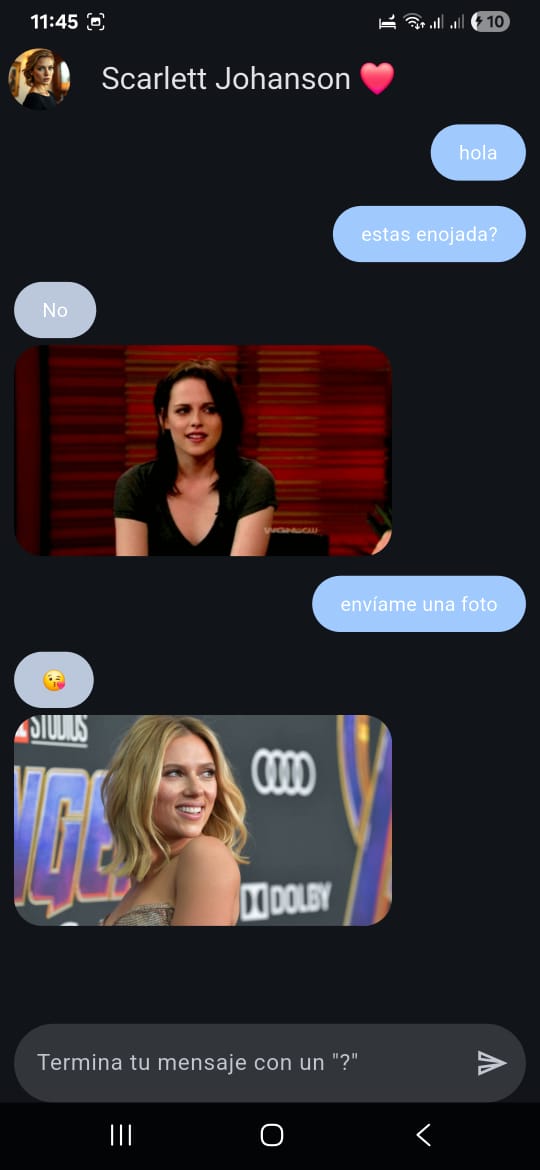 11:45
10
Scarlett Johanson ❤️
hola
estas enojada?
No
envíame una foto
😘
STUDIOS
NGE
DOLBY
Termina tu mensaje con un "?"